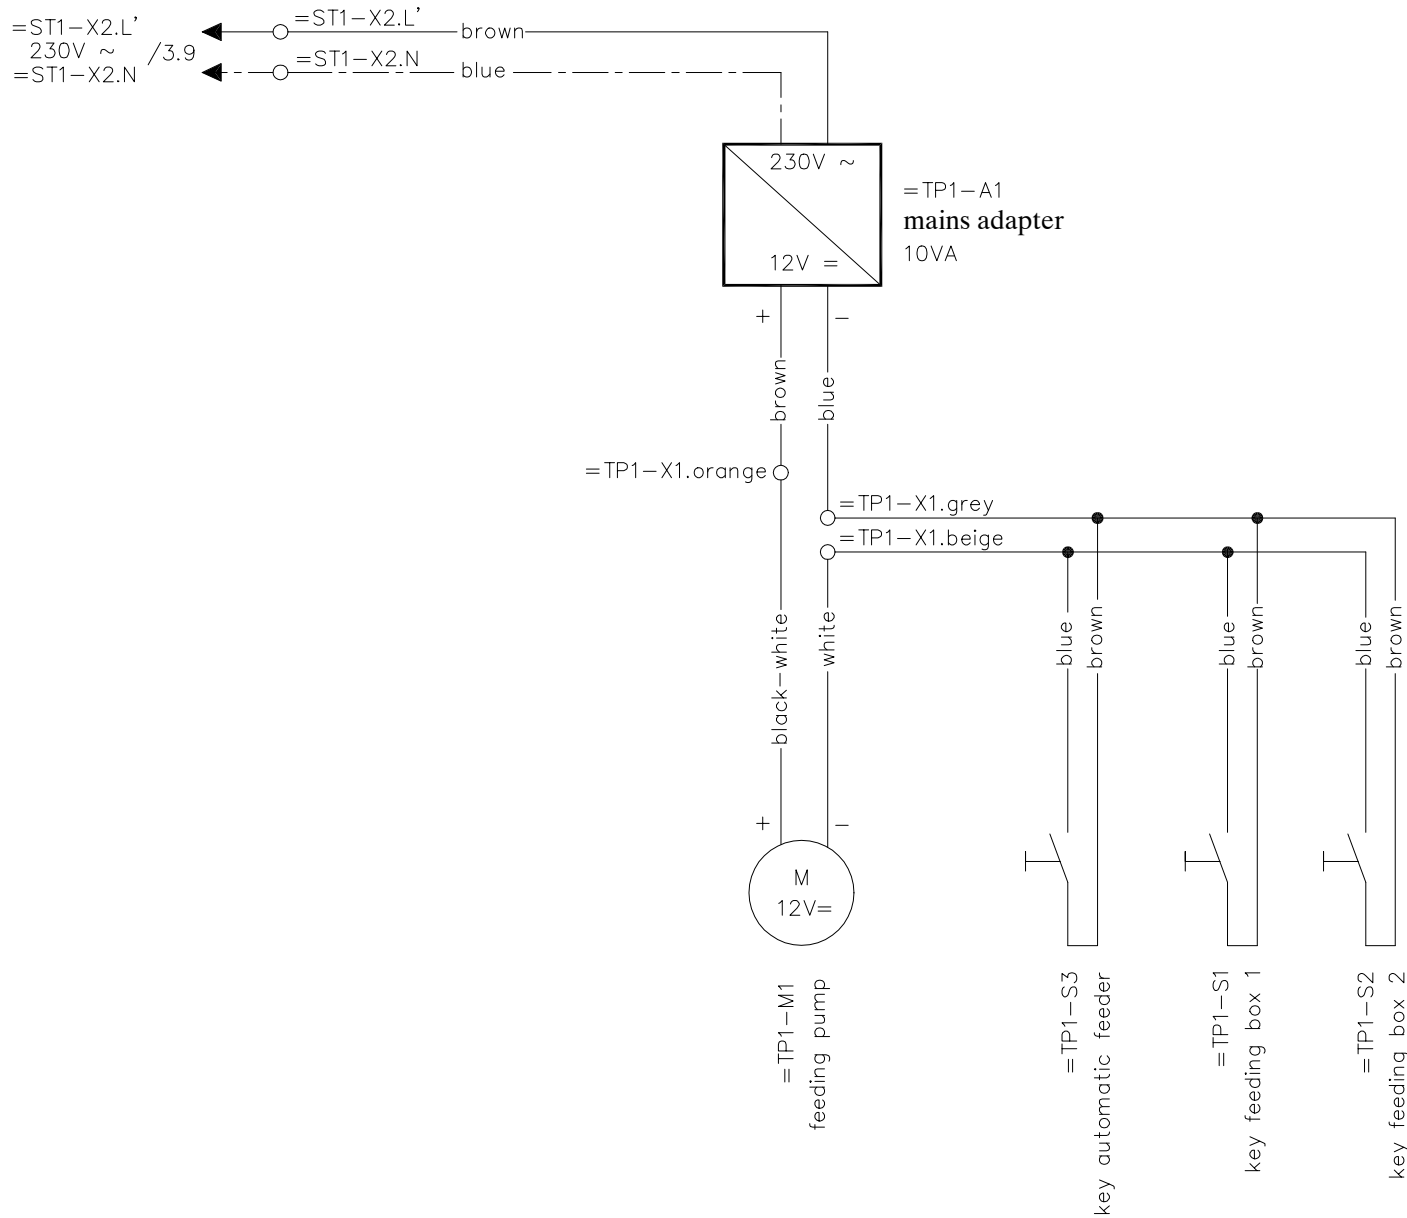 =ST1-X2.L'
230V ~ /3.9
=ST1-X2.N
=ST1-X2.L'
brown
=ST1-X2.N
blue
230V ~
12V =
=TP1-A1
mains adapter
10VA
+
-
brown
blue
=TP1-X1.orange
=TP1-X1.grey
=TP1-X1.beige
black-white
white
blue
brown
blue
brown
blue
brown
+
-
M
12V=
=TP1-M1
feeding pump
=TP1-S3
key automatic feeder
=TP1-S1
key feeding box 1
=TP1-S2
key feeding box 2